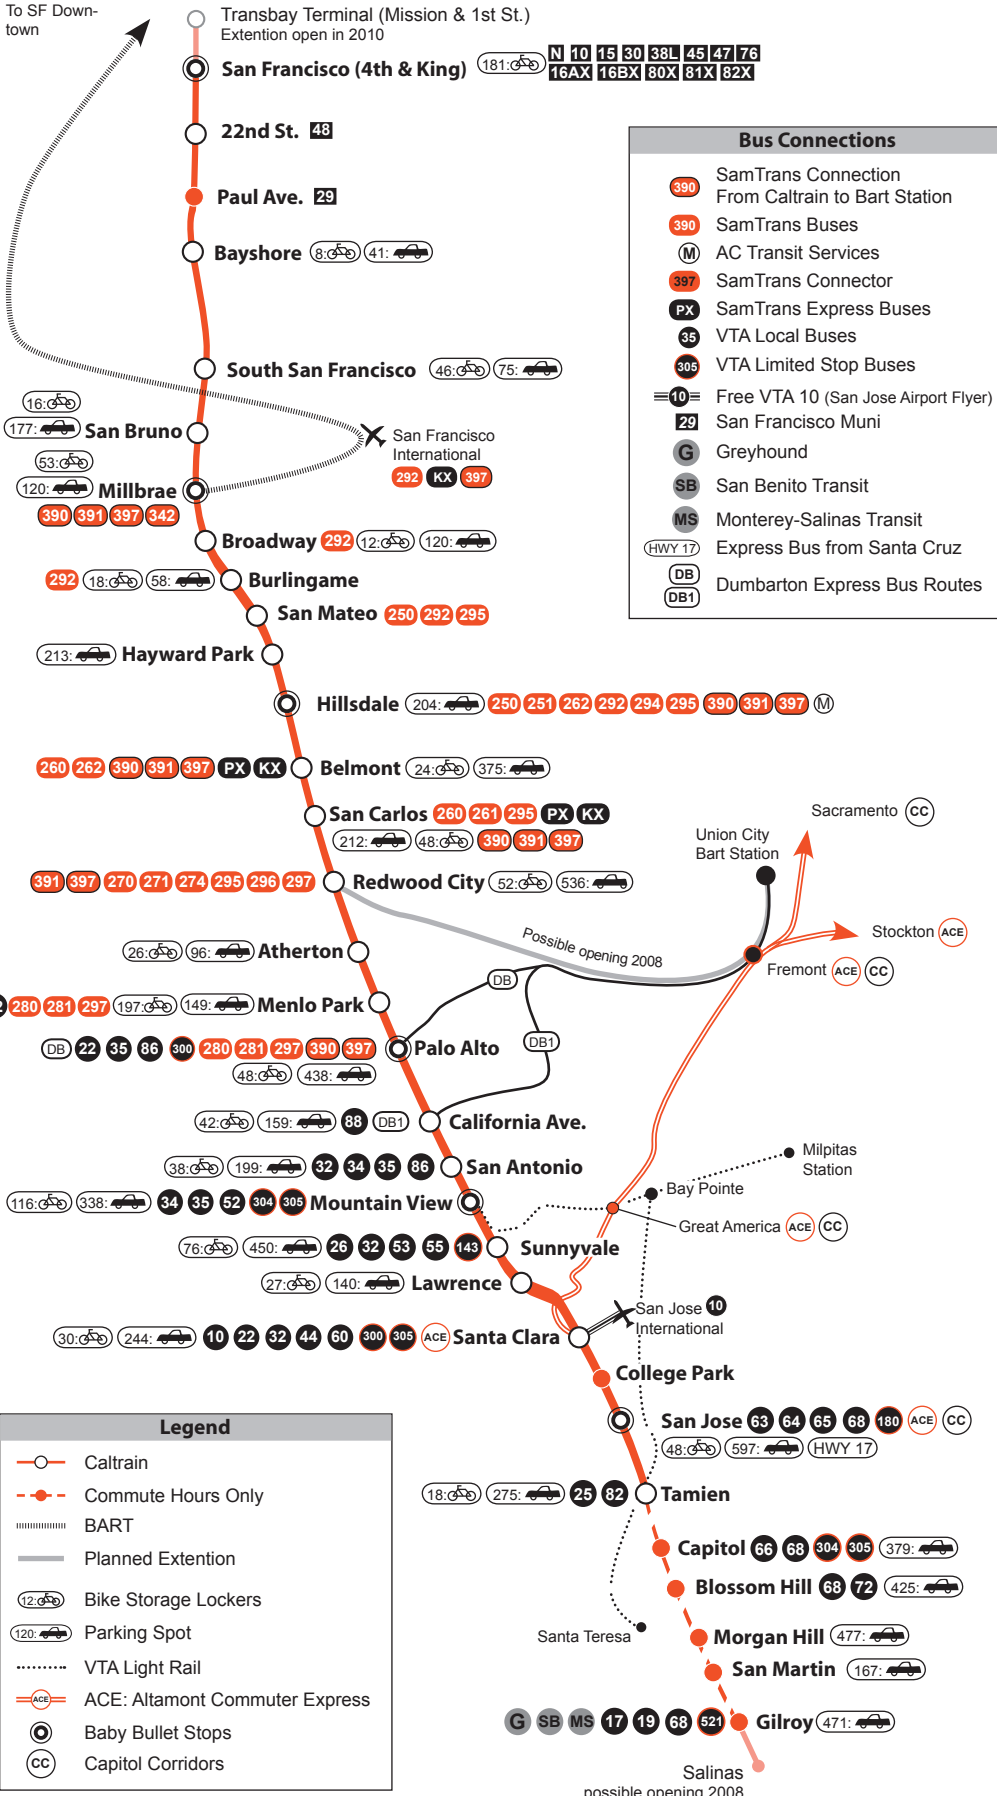 To SF Down-
town
Transbay Terminal (Mission & 1st St.)
Extention open in 2010
San Francisco (4th & King) 181: N 10 15 30 38L 45 47 76
16AX 16BX 80X 81X 82X
22nd St. 48
Paul Ave. 29
Bayshore 8: 41:
South San Francisco 46: 75:
16:
177: San Bruno
San Francisco
International
292 KX 397
53:
120: Millbrae
390 391 397 342
Broadway 292 12: 120:
292 18: 58: Burlingame
San Mateo 250 292 295
213: Hayward Park
Hillsdale 204: 250 251 262 292 294 295 390 391 397 M
260 262 390 391 397 PX KX Belmont 24: 375:
San Carlos 260 261 295 PX KX
212: 48: 390 391 397
391 397 270 271 274 295 296 297 Redwood City 52: 536:
Bus Connections
390 SamTrans Connection
From Caltrain to Bart Station
390 SamTrans Buses
M AC Transit Services
397 SamTrans Connector
PX SamTrans Express Buses
35 VTA Local Buses
305 VTA Limited Stop Buses
10 Free VTA 10 (San Jose Airport Flyer)
29 San Francisco Muni
G Greyhound
SB San Benito Transit
MS Monterey-Salinas Transit
HWY 17 Express Bus from Santa Cruz
DB
DB1 Dumbarton Express Bus Routes
Sacramento CC
Union City
Bart Station
Possible opening 2008
Stockton ACE
Fremont ACE CC
26: 96: Atherton
280 281 297 197: 149: Menlo Park
DB
DB 22 35 86 300 280 281 297 390 397 Palo Alto
48: 438:
DB1
42: 159: 88 DB1 California Ave.
38: 199: 32 34 35 86 San Antonio
Milpitas
Station
Bay Pointe
116: 338: 34 35 52 304 305 Mountain View
Great America ACE CC
76: 450: 26 32 53 55 143 Sunnyvale
27: 140: Lawrence
San Jose 10
International
30: 244: 10 22 32 44 60 300 305 ACE Santa Clara
College Park
San Jose 63 64 65 68 180 ACE CC
48: 597: HWY 17
18: 275: 25 82 Tamien
Capitol 66 68 304 305 379:
Blossom Hill 68 72 425:
Santa Teresa
Morgan Hill 477:
San Martin 167:
G SB MS 17 19 68 521 Gilroy 471:
Salinas
possible opening 2008
Legend
Caltrain
Commute Hours Only
BART
Planned Extention
12: Bike Storage Lockers
120: Parking Spot
VTA Light Rail
ACE ACE: Altamont Commuter Express
Baby Bullet Stops
CC Capitol Corridors